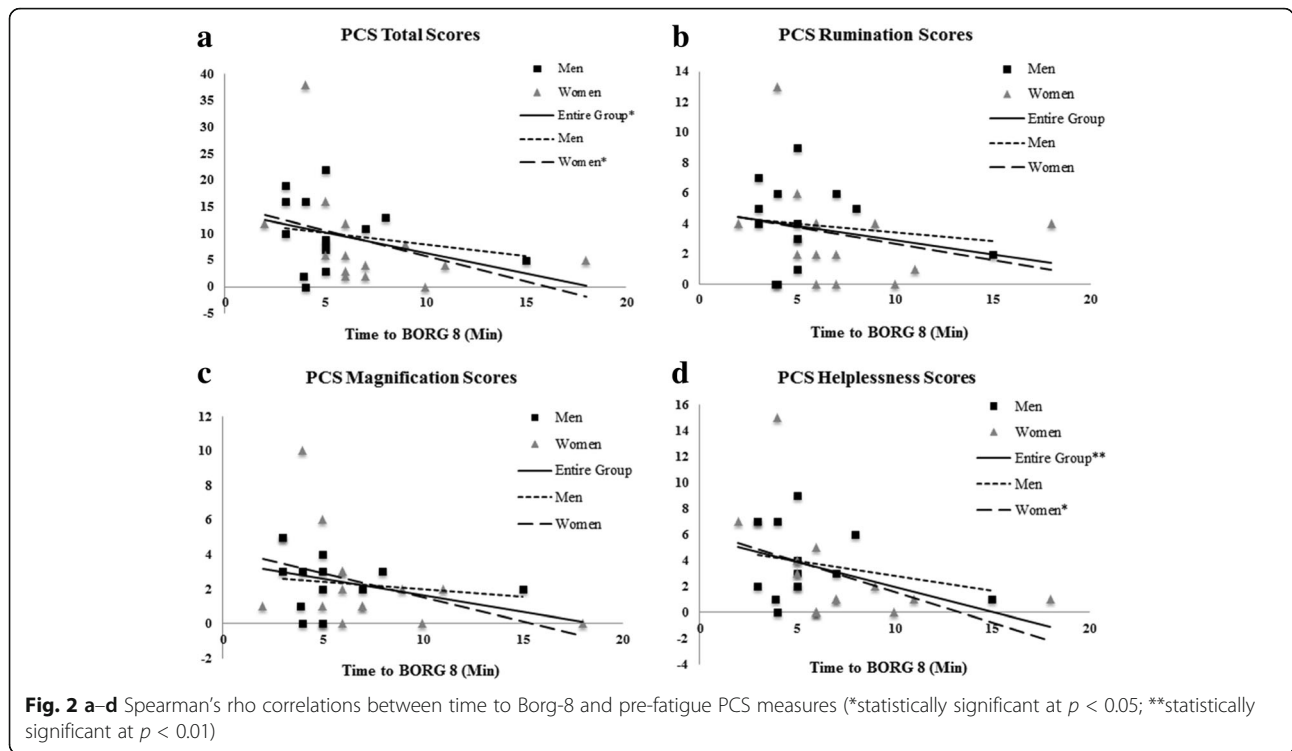 a
PCS Total Scores
Men
Women
Entire Group*
Men
Women*
40
35
30
25
20
15
10
5
0
-5
0
5
10
15
20
Time to BORG 8 (Min)
b
PCS Rumination Scores
Men
Women
Entire Group
Men
Women
14
12
10
8
6
4
2
0
0
5
10
15
20
Time to BORG 8 (Min)
c
PCS Magnification Scores
Men
Women
Entire Group
Men
Women
12
10
8
6
4
2
0
-2
0
5
10
15
20
Time to BORG 8 (Min)
d
PCS Helplessness Scores
Men
Women
Entire Group**
Men
Women*
16
14
12
10
8
6
4
2
0
-2
-4
0
5
10
15
20
Time to BORG 8 (Min)
Fig. 2 a–d Spearman's rho correlations between time to Borg-8 and pre-fatigue PCS measures (*statistically significant at p < 0.05; **statistically
significant at p < 0.01)